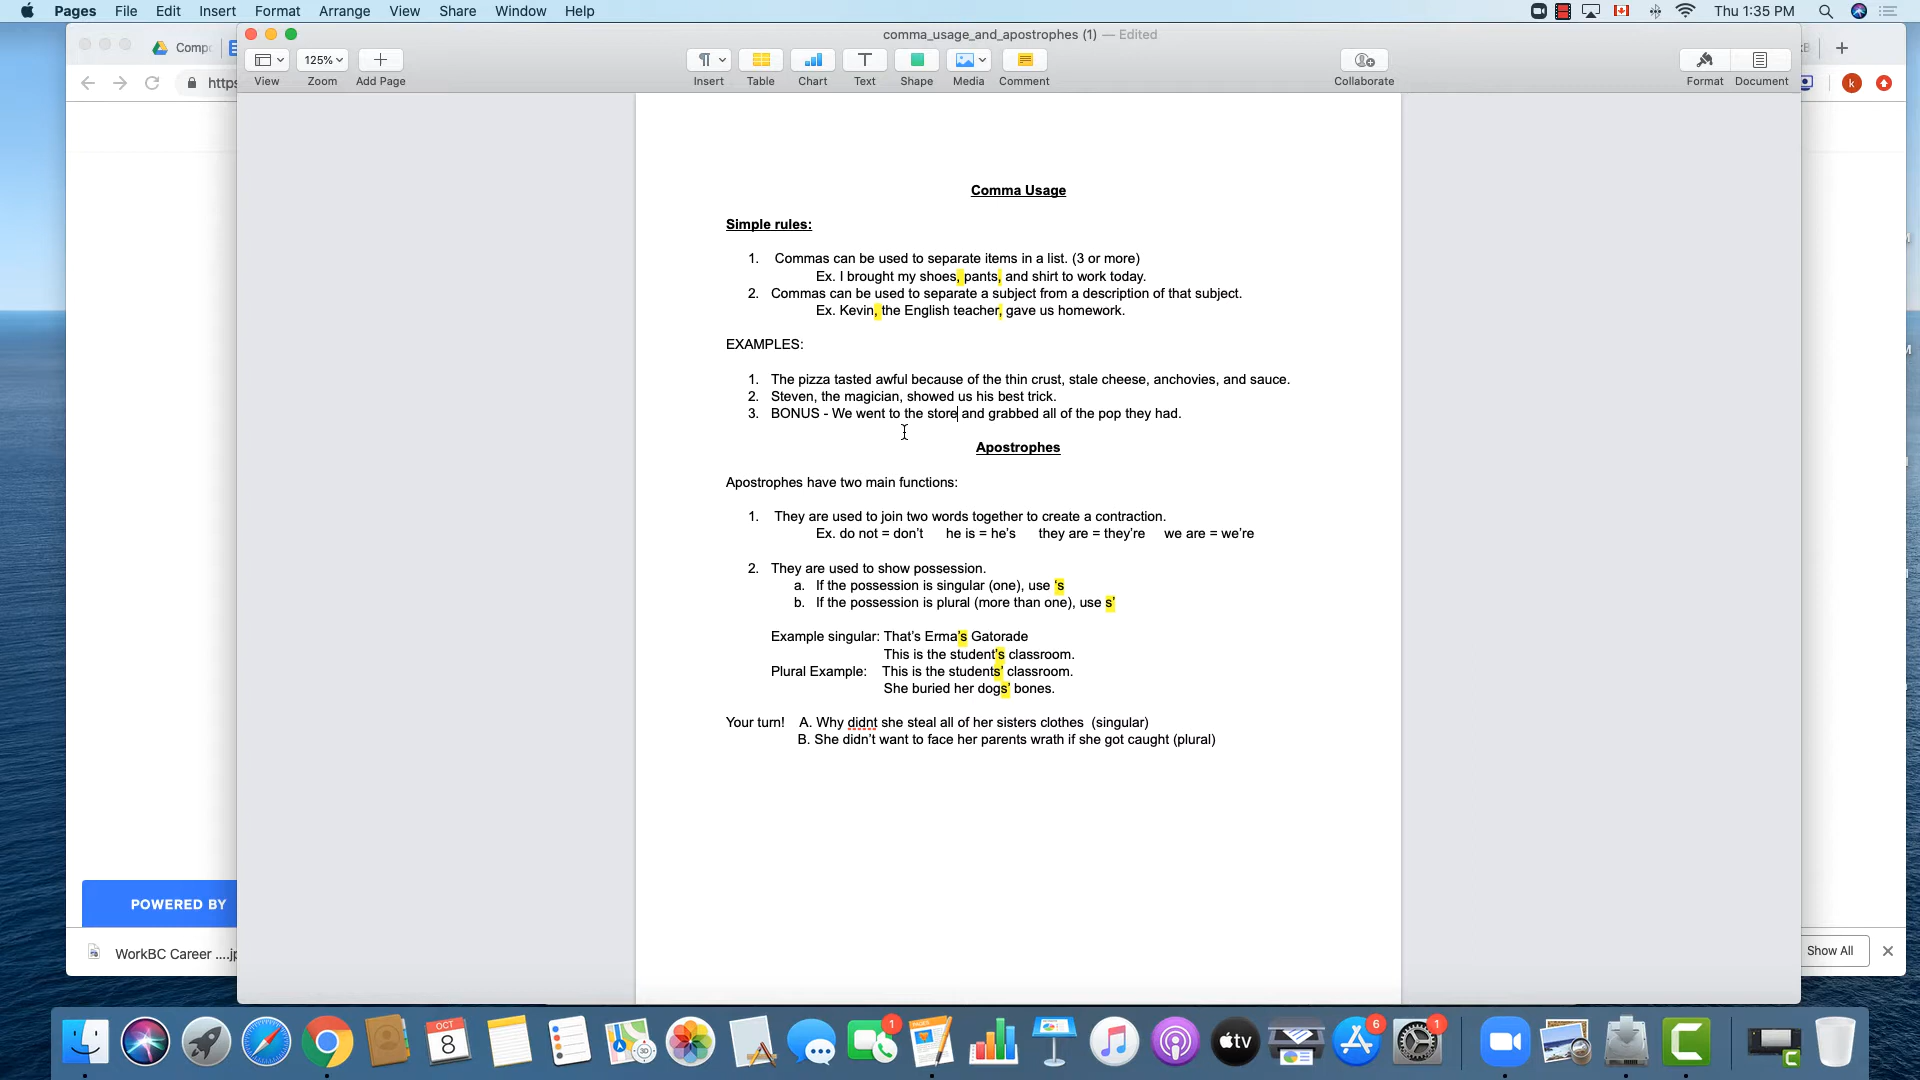 Pages File Edit Insert Format Arrange View Share Window Help Thu 1:35 PM
comma_usage_and_apostrophes (1) — Edited
125%
View Zoom Add Page Insert Table Chart Text Shape Media Comment Collaborate Format Document
https
k
Comma Usage
Simple rules:
1. Commas can be used to separate items in a list. (3 or more)
Ex. I brought my shoes, pants, and shirt to work today.
2. Commas can be used to separate a subject from a description of that subject.
Ex. Kevin, the English teacher, gave us homework.
EXAMPLES:
1. The pizza tasted awful because of the thin crust, stale cheese, anchovies, and sauce.
2. Steven, the magician, showed us his best trick.
3. BONUS - We went to the store and grabbed all of the pop they had.
Apostrophes
Apostrophes have two main functions:
1. They are used to join two words together to create a contraction.
Ex. do not = don't he is = he's they are = they're we are = we're
2. They are used to show possession.
a. If the possession is singular (one), use ‘s
b. If the possession is plural (more than one), use s’
Example singular: That’s Erma’s Gatorade
This is the student’s classroom.
Plural Example: This is the students’ classroom.
She buried her dogs’ bones.
Your turn! A. Why didnt she steal all of her sisters clothes (singular)
B. She didn’t want to face her parents wrath if she got caught (plural)
POWERED BY
WorkBC Career ....jp
Show All
OCT
8
3D
1
PAGES
tv
6
1